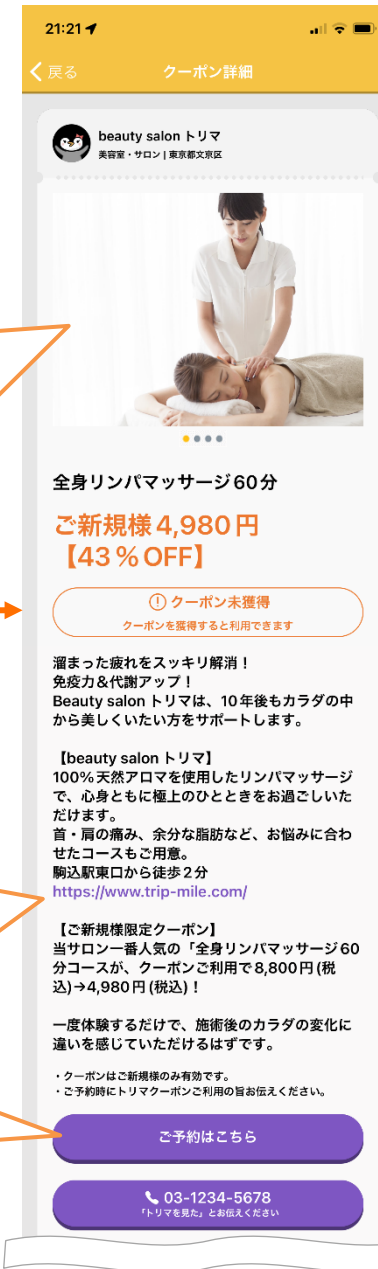 21:21
戻る
クーポン詳細
beauty salon トリマ
美容室・サロン | 東京都文京区
全身リンパマッサージ60分
ご新規様4,980円
【43%OFF】
クーポン未獲得
クーポンを獲得すると利用できます
溜まった疲れをスッキリ解消！
免疫力＆代謝アップ！
Beauty salon トリマは、10年後もカラダの中
から美しくいたい方をサポートします。
【beauty salon トリマ】
100%天然アロマを使用したリンパマッサージ
で、心身ともに極上のひとときをお過ごしいた
だけます。
首・肩の痛み、余分な脂肪など、お悩みに合わ
せたコースもご用意。
駒込駅東口から徒歩2分
https://www.trip-mile.com/
【ご新規様限定クーポン】
当サロン一番人気の「全身リンパマッサージ60
分コースが、クーポンご利用で8,800円(税
込)→4,980円(税込)！
一度体験するだけで、施術後のカラダの変化に
違いを感じていただけるはずです。
・クーポンはご新規様のみ有効です。
・ご予約時にトリマクーポンご利用の旨お伝えください。
ご予約はこちら
03-1234-5678
「トリマを見た」とお伝えください